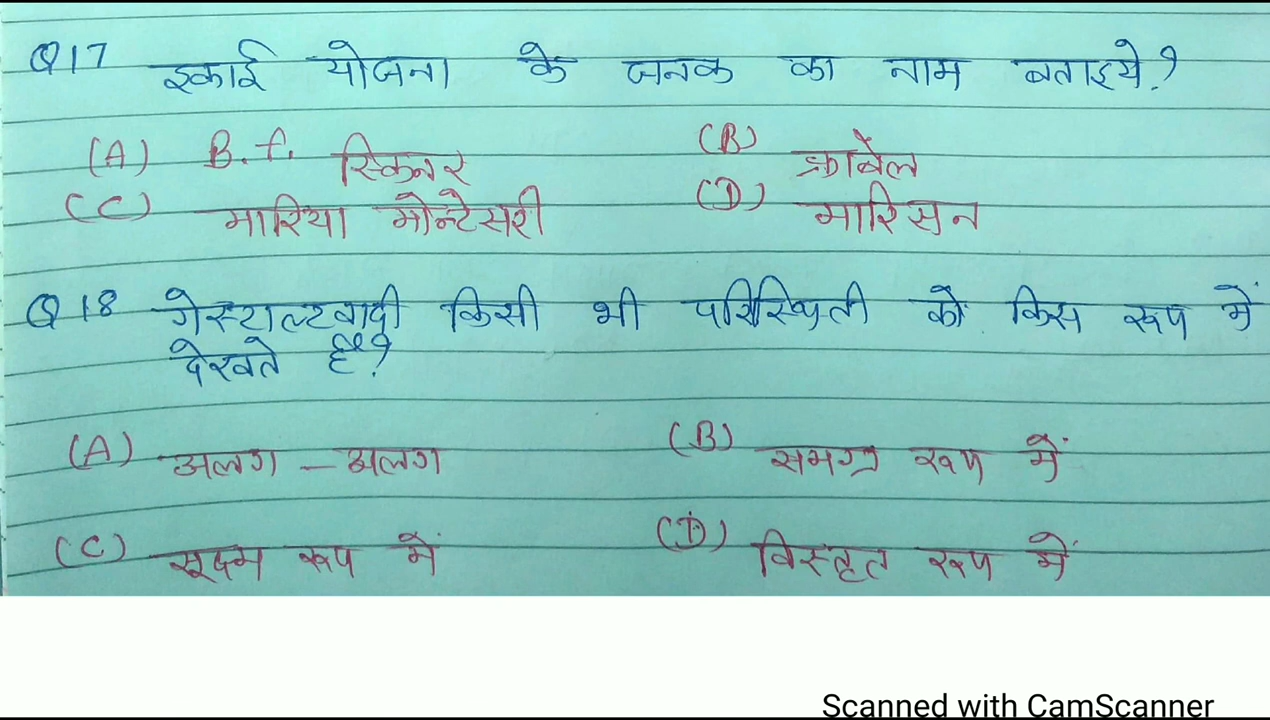 Q17 इकाई योजना के जनक का नाम बताइये?
(A) B.f. स्किनर (B) फ्राबेल
(C) मारिया मोन्टेसरी (D) मारिसन
Q18 गेस्टाल्टवादी किसी भी परिस्थिती को किस रूप में
देखते हैं?
(A) अलग - अलग (B) समग्र रूप में
(C) सूक्ष्म रूप में (D) विस्तृत रूप में
Scanned with CamScanner